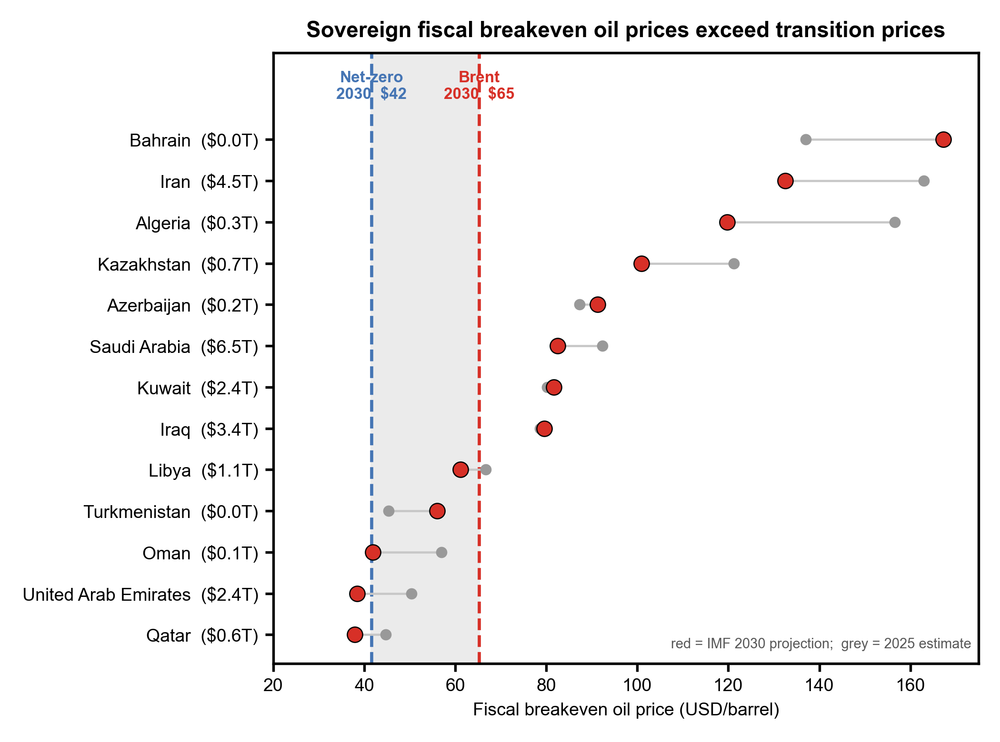 Sovereign fiscal breakeven oil prices exceed transition prices
Net-zero
2030  $42
Brent
2030  $65
Bahrain  ($0.0T)
Iran  ($4.5T)
Algeria  ($0.3T)
Kazakhstan  ($0.7T)
Azerbaijan  ($0.2T)
Saudi Arabia  ($6.5T)
Kuwait  ($2.4T)
Iraq  ($3.4T)
Libya  ($1.1T)
Turkmenistan  ($0.0T)
Oman  ($0.1T)
United Arab Emirates  ($2.4T)
Qatar  ($0.6T)
red = IMF 2030 projection;  grey = 2025 estimate
20 40 60 80 100 120 140 160
Fiscal breakeven oil price (USD/barrel)